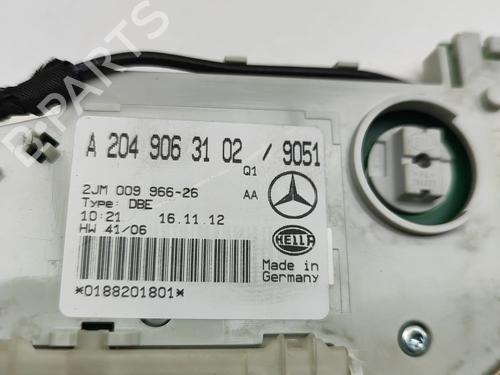 A 204 906 31 02 / 9051
Q1
2JM 009 966-26 AA
Type: DBE
10:21 16.11.12
HW 41/06
HELLA
Made in
Germany
*0188201801*
B PARTS